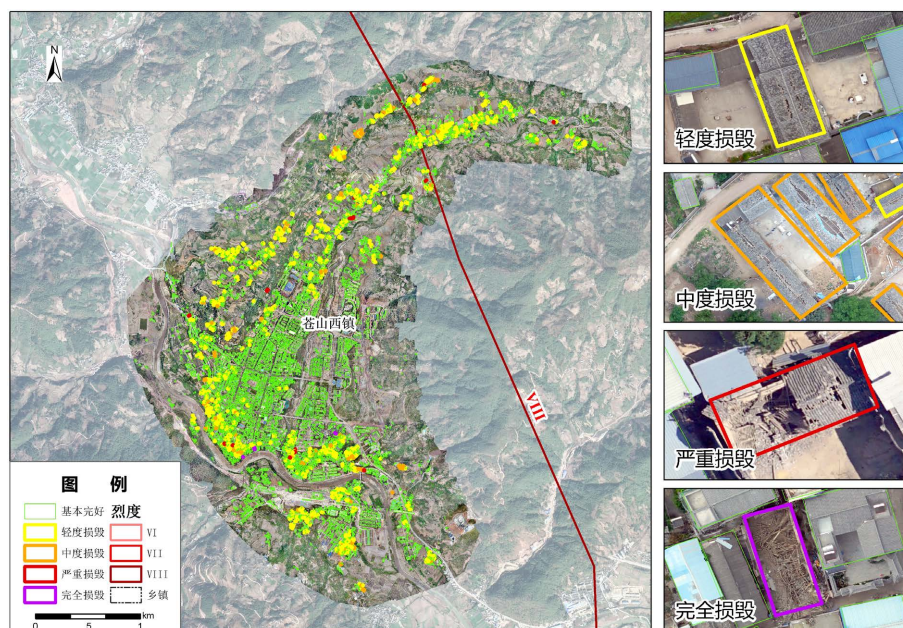 N
苍山西镇
VIII
图 例
基本完好 烈度
轻度损毁 VI
中度损毁 VII
严重损毁 VIII
完全损毁 乡镇
km
0 .5 1
轻度损毁
中度损毁
严重损毁
完全损毁